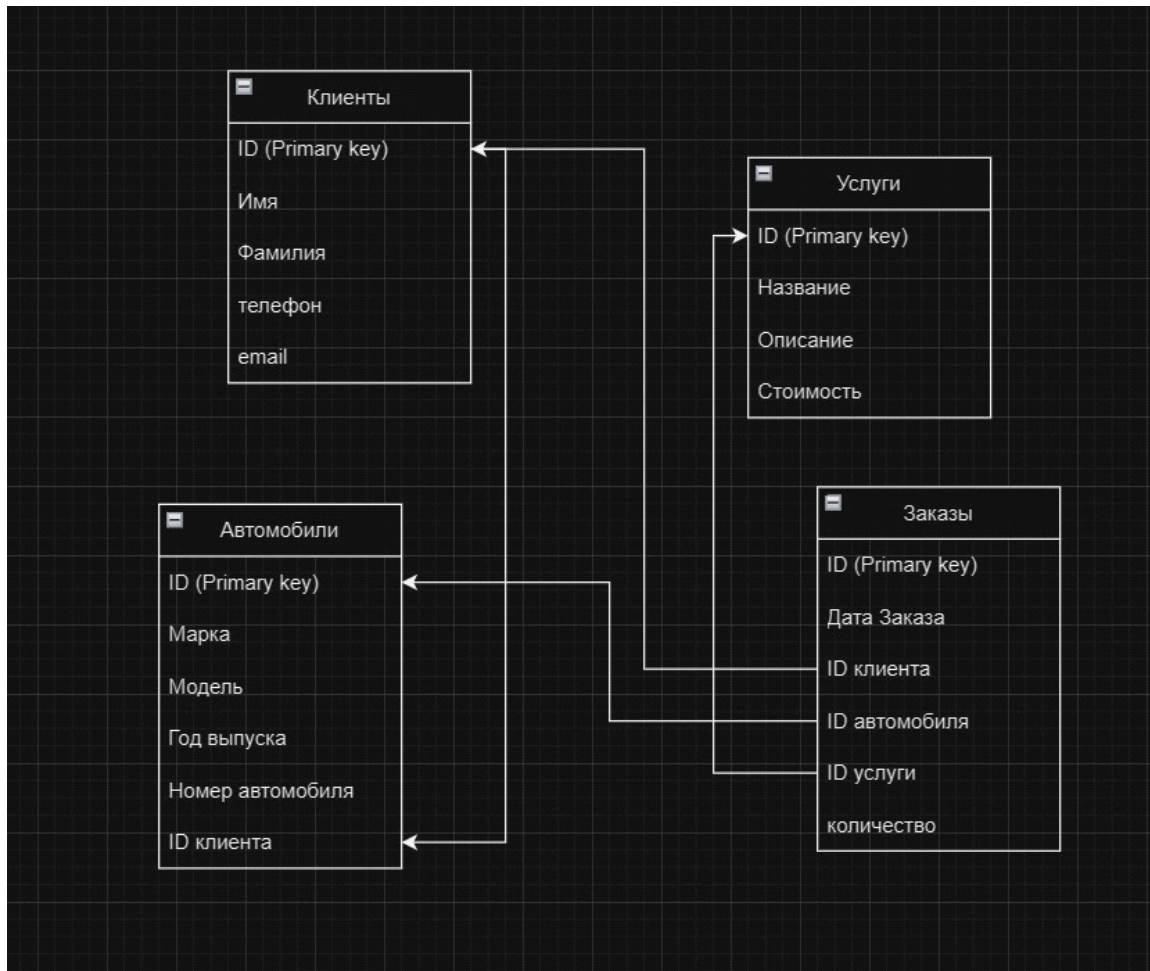 Клиенты
ID (Primary key)
Имя
Фамилия
телефон
email
Услуги
ID (Primary key)
Название
Описание
Стоимость
Автомобили
ID (Primary key)
Марка
Модель
Год выпуска
Номер автомобиля
ID клиента
Заказы
ID (Primary key)
Дата Заказа
ID клиента
ID автомобиля
ID услуги
количество